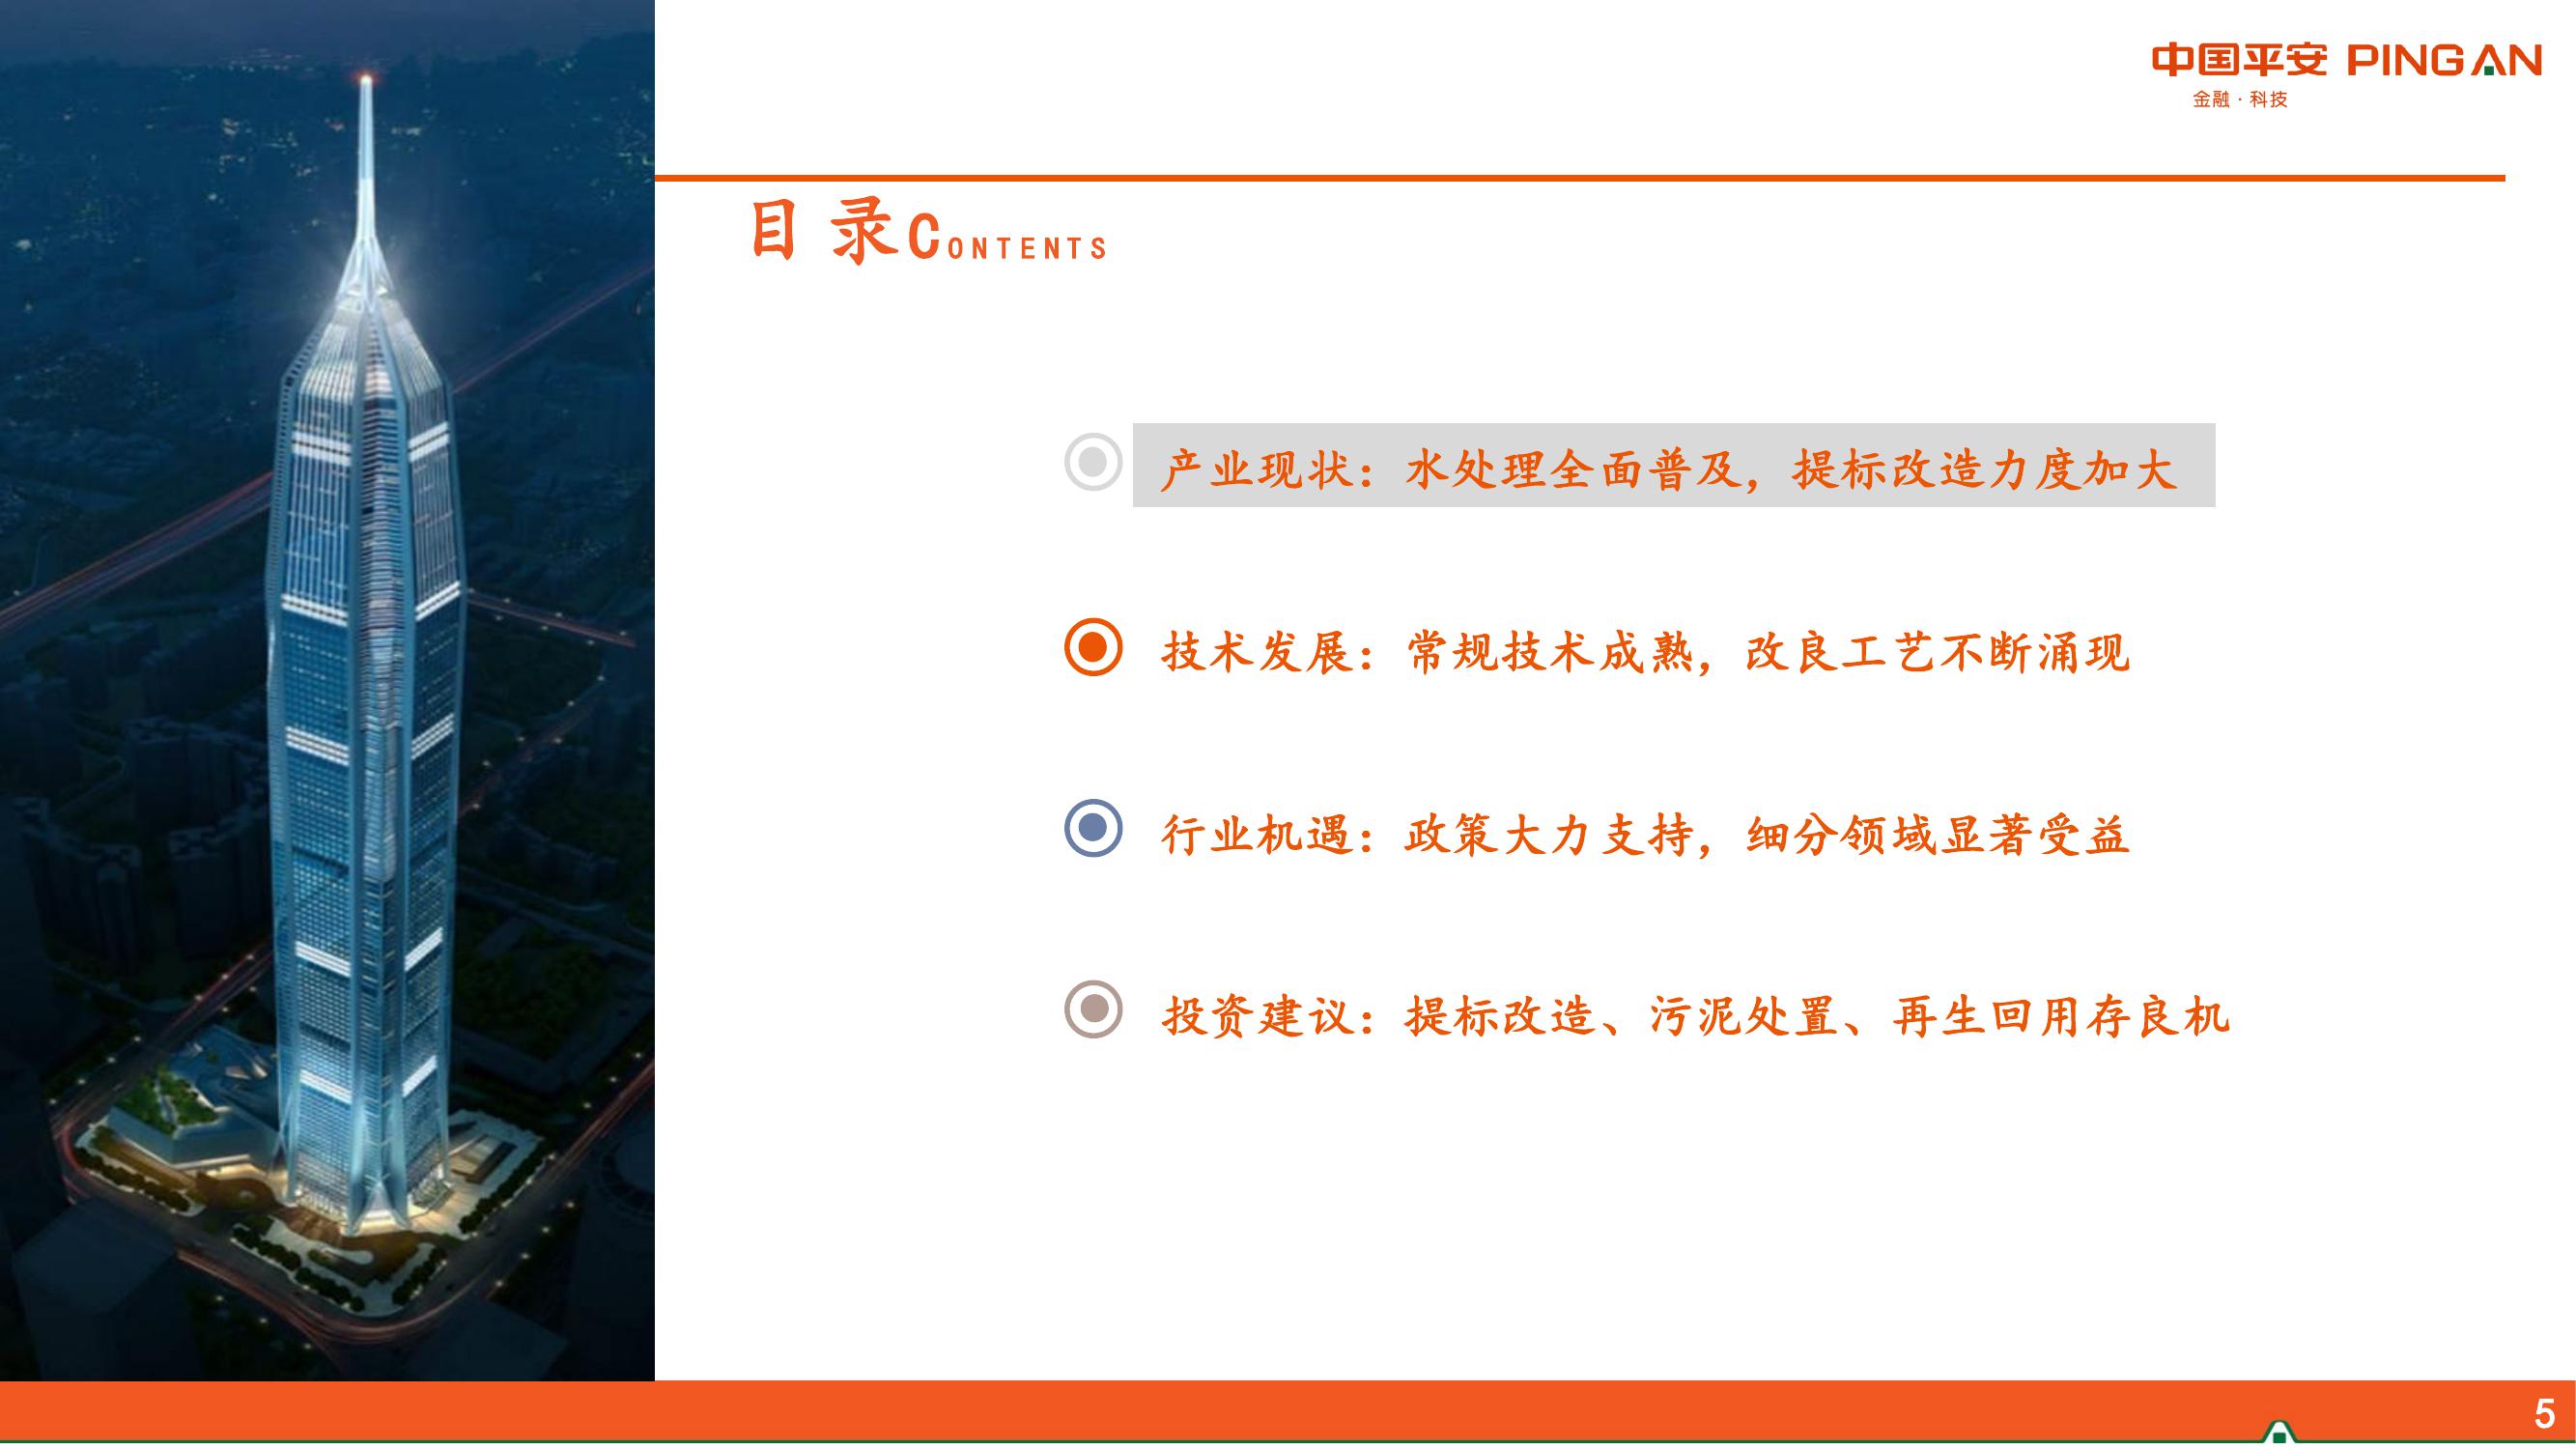 中国平安 PINGAN
金融·科技
目 录CONTENTS
产业现状：水处理全面普及，提标改造力度加大
技术发展：常规技术成熟，改良工艺不断涌现
行业机遇：政策大力支持，细分领域显著受益
投资建议：提标改造、污泥处置、再生回用存良机
5